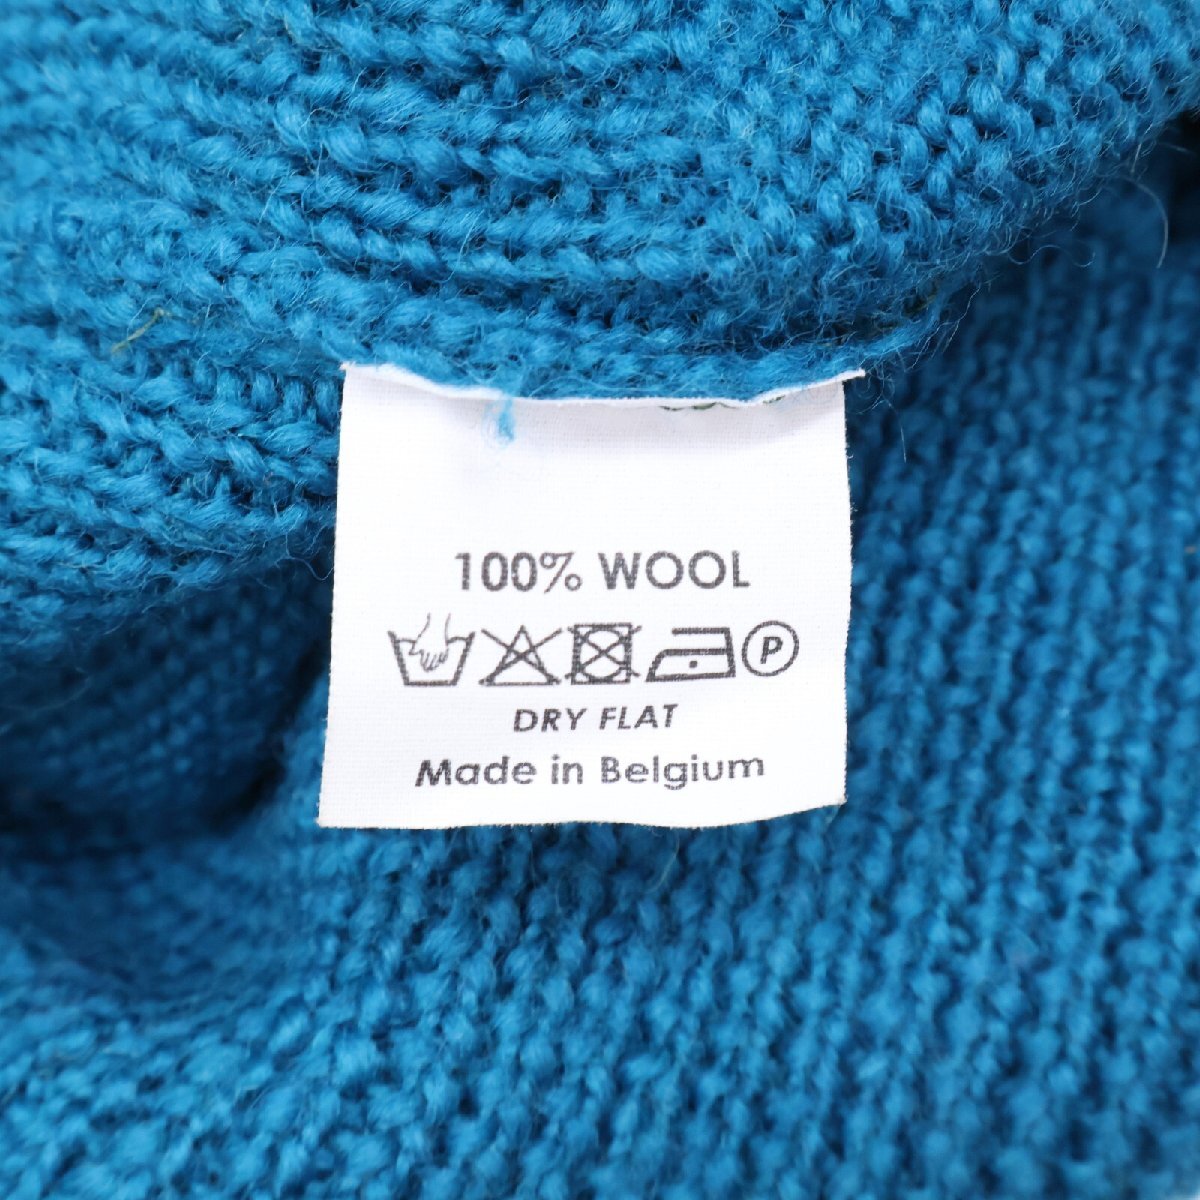 100% WOOL
P
DRY FLAT
Made in Belgium